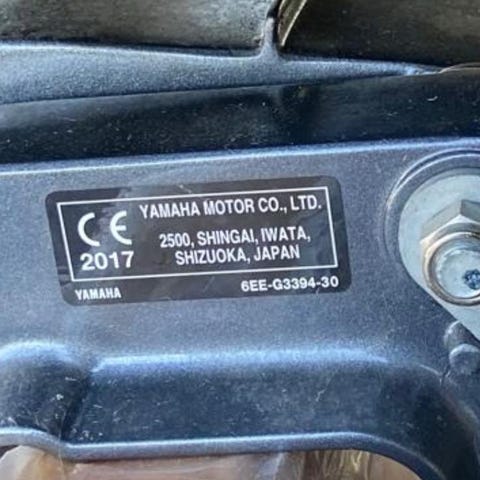 CE YAMAHA MOTOR CO., LTD.
2017 2500, SHINGAI, IWATA,
SHIZUOKA, JAPAN
YAMAHA 6EE-G3394-30